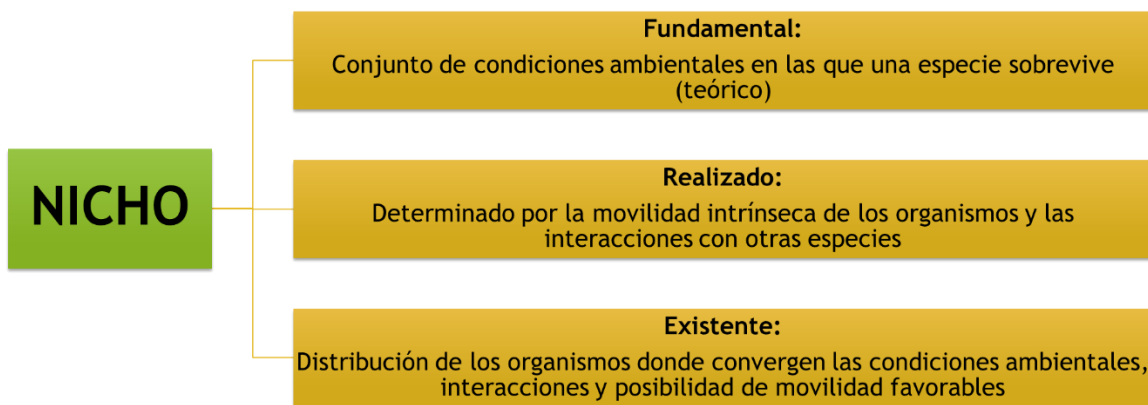 NICHO
Fundamental:
Conjunto de condiciones ambientales en las que una especie sobrevive
(teórico)
Realizado:
Determinado por la movilidad intrínseca de los organismos y las
interacciones con otras especies
Existente:
Distribución de los organismos donde convergen las condiciones ambientales,
interacciones y posibilidad de movilidad favorables